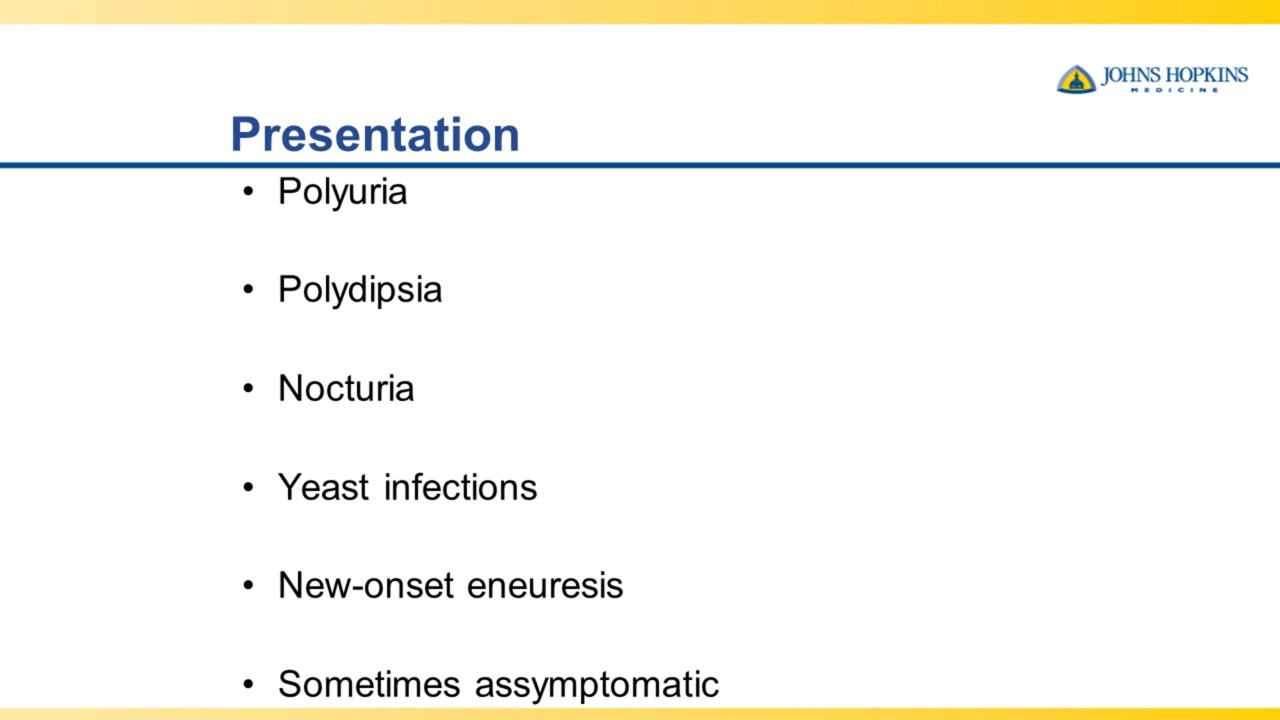 JOHNS HOPKINS
MEDICINE
Presentation
• Polyuria
• Polydipsia
• Nocturia
• Yeast infections
• New-onset eneuresis
• Sometimes assymptomatic